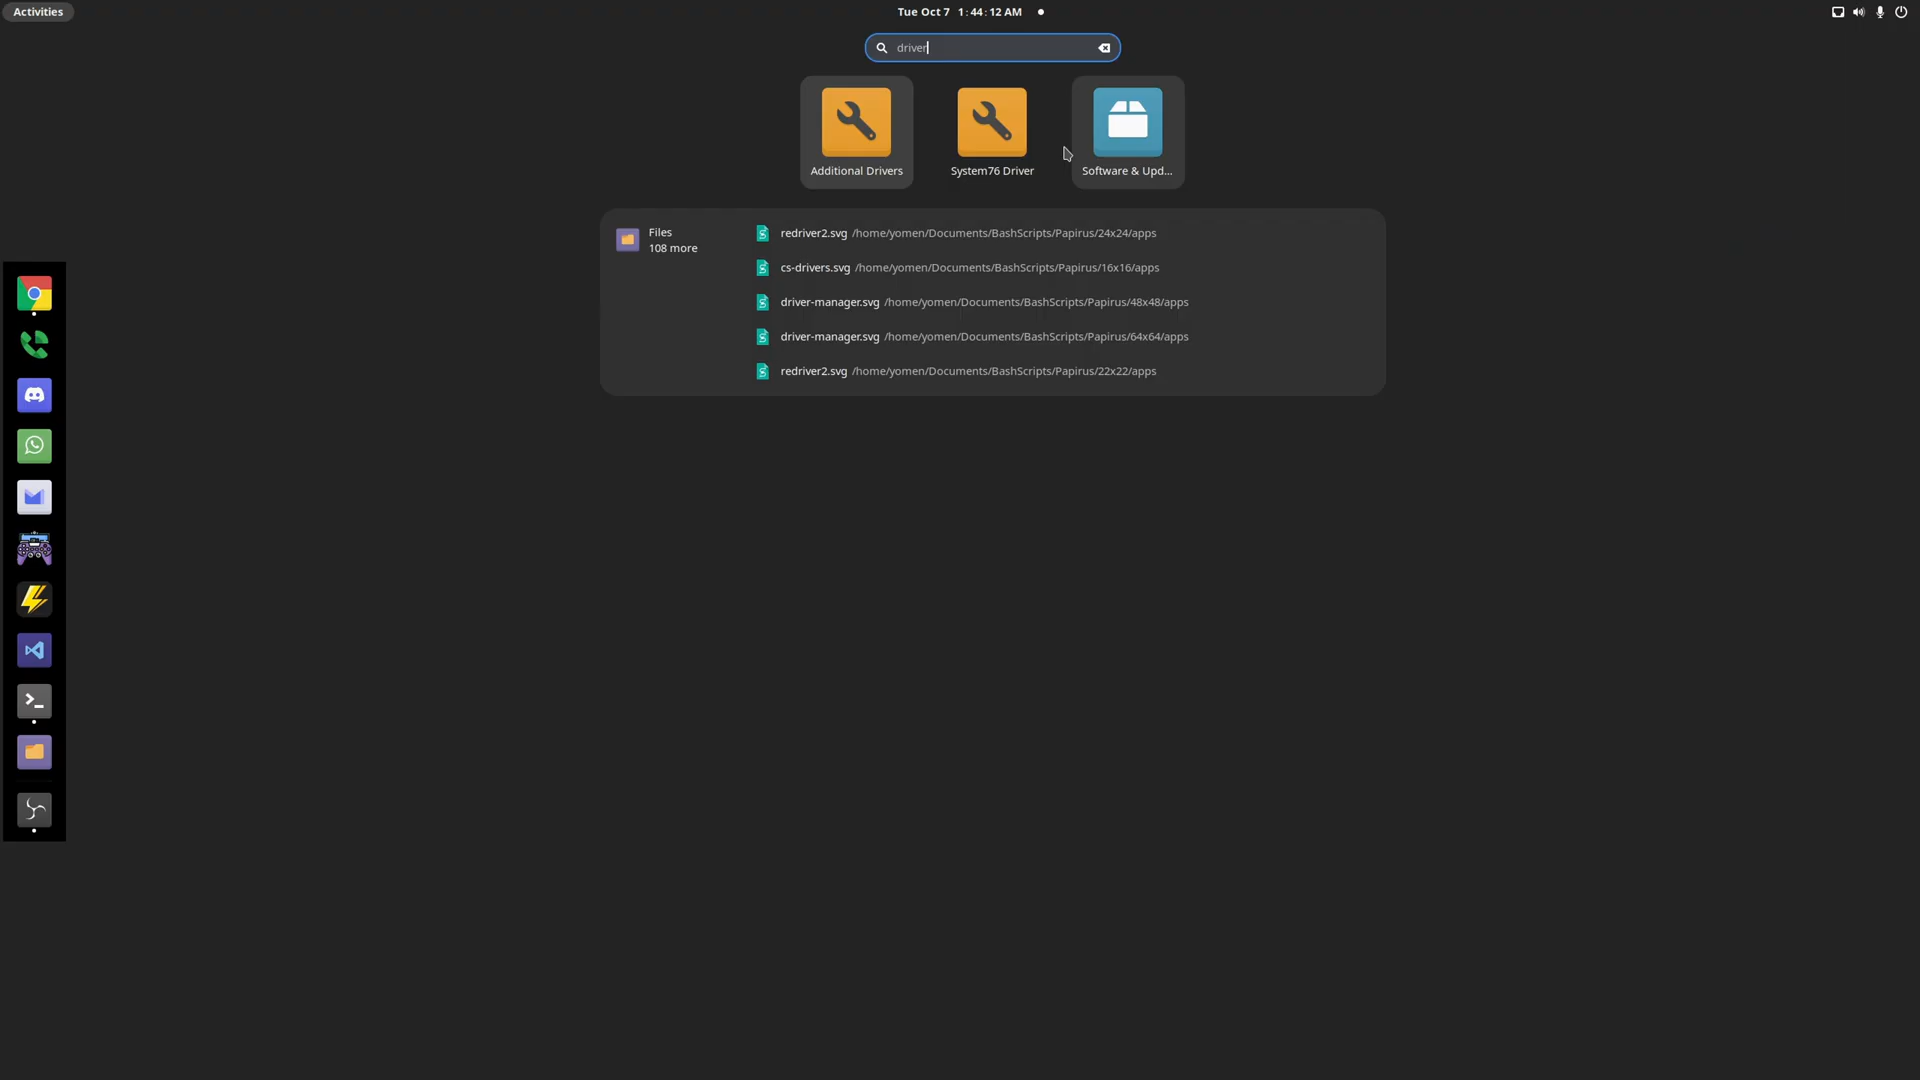 Activities
Tue Oct 7 1:44:12 AM
driver
Additional Drivers
System76 Driver
Software & Upd...
Files
108 more
redriver2.svg /home/yomen/Documents/BashScripts/Papirus/24x24/apps
cs-drivers.svg /home/yomen/Documents/BashScripts/Papirus/16x16/apps
driver-manager.svg /home/yomen/Documents/BashScripts/Papirus/48x48/apps
driver-manager.svg /home/yomen/Documents/BashScripts/Papirus/64x64/apps
redriver2.svg /home/yomen/Documents/BashScripts/Papirus/22x22/apps